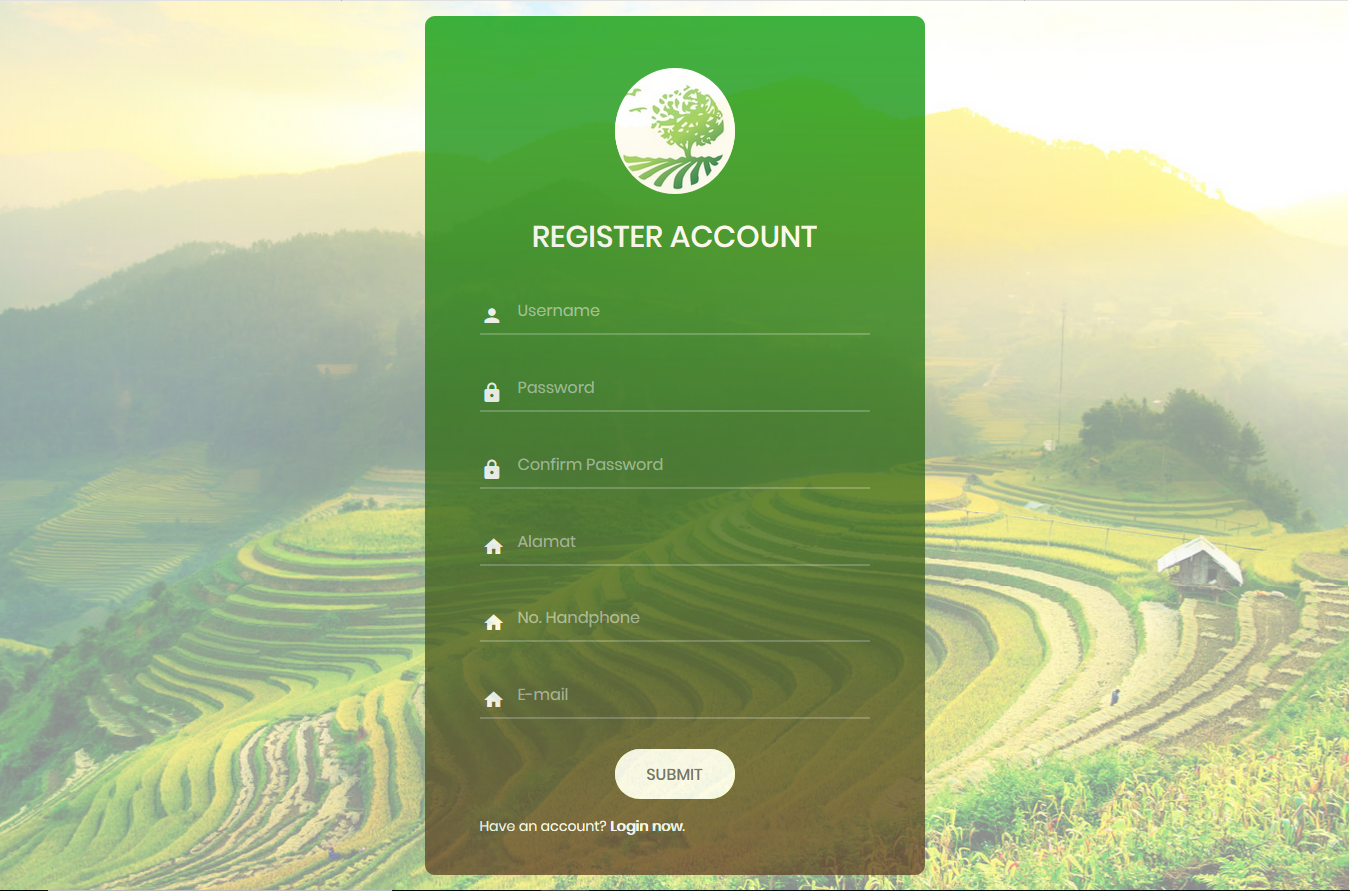 REGISTER ACCOUNT
Username
Password
Confirm Password
Alamat
No. Handphone
E-mail
SUBMIT
Have an account? Login now.